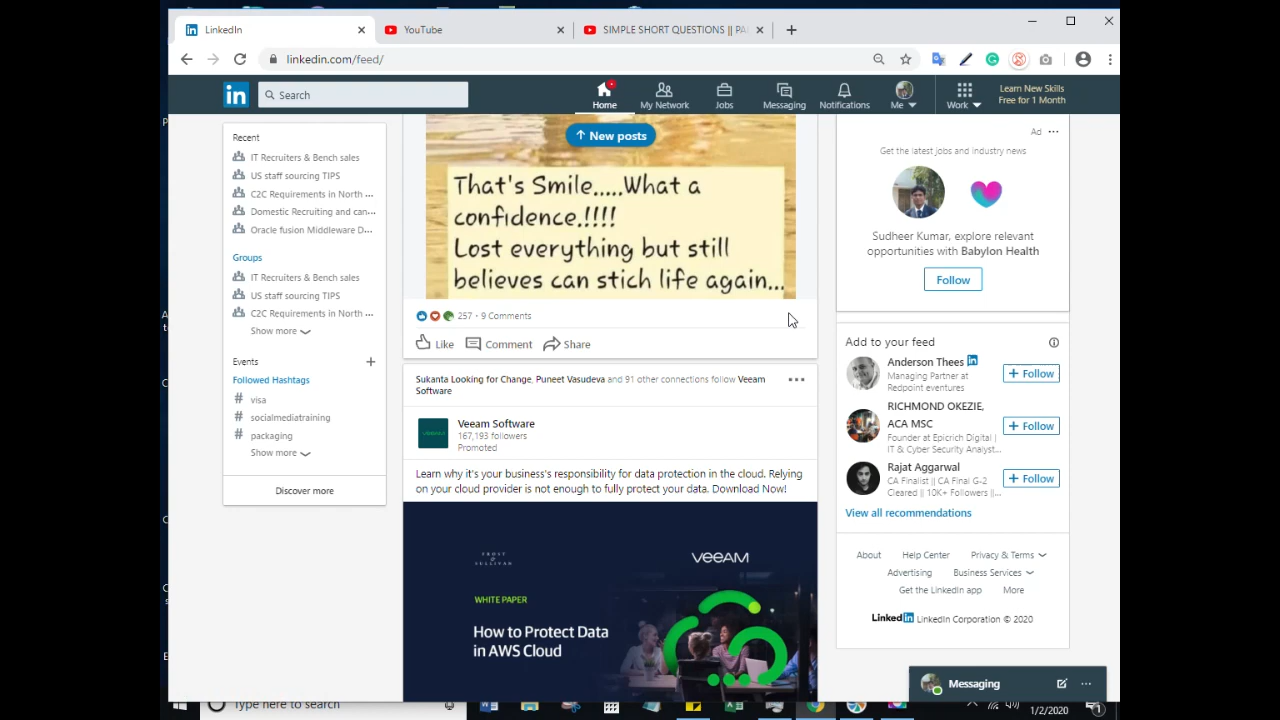 LinkedIn
YouTube
SIMPLE SHORT QUESTIONS || PA
linkedin.com/feed/
in
Search
Home
My Network
Jobs
Messaging
Notifications
Me
Work
Learn New Skills
Free for 1 Month
Recent
IT Recruiters & Bench sales
US staff sourcing TIPS
C2C Requirements in North ...
Domestic Recruiting and can...
Oracle fusion Middleware D...
Groups
IT Recruiters & Bench sales
US staff sourcing TIPS
C2C Requirements in North ...
Show more
Events
Followed Hashtags
# visa
# socialmediatraining
# packaging
Show more
Discover more
New posts
That's Smile.....What a
confidence.!!!!
Lost everything but still
believes can stich life again...
257 · 9 Comments
Like
Comment
Share
Sukanta Looking for Change, Puneet Vasudeva and 91 other connections follow Veeam
Software
Veeam Software
167,193 followers
Promoted
Learn why it's your business's responsibility for data protection in the cloud. Relying
on your cloud provider is not enough to fully protect your data. Download Now!
FROST
&
SULLIVAN
VEEAM
WHITE PAPER
How to Protect Data
in AWS Cloud
Ad
Get the latest jobs and industry news
Sudheer Kumar, explore relevant
opportunities with Babylon Health
Follow
Add to your feed
Anderson Thees in
Managing Partner at
Redpoint eventures
+ Follow
RICHMOND OKEZIE,
ACA MSC
Founder at Epicrich Digital |
IT & Cyber Security Analyst...
+ Follow
Rajat Aggarwal
CA Finalist || CA Final G-2
Cleared || 10K+ Followers ||...
+ Follow
View all recommendations
About
Help Center
Privacy & Terms
Advertising
Business Services
Get the LinkedIn app
More
LinkedIn LinkedIn Corporation © 2020
Messaging
Type here to search
1/2/2020
1